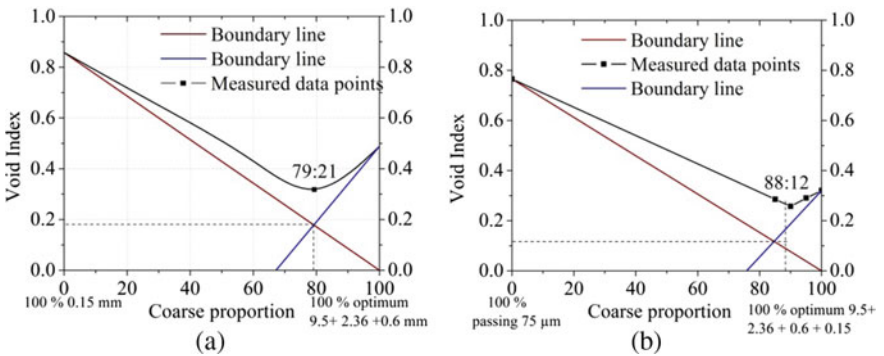 Void Index
1.0
0.8
0.6
0.4
0.2
0.0
Boundary line
Boundary line
Measured data points
79:21
1.0
0.8
0.6
0.4
0.2
0.0
0 20 40 60 80 100
Coarse proportion
100 % 0.15 mm
100 % optimum
9.5+ 2.36 +0.6 mm
(a)
Void Index
1.0
0.8
0.6
0.4
0.2
0.0
Boundary line
Measured data points
Boundary line
88:12
1.0
0.8
0.6
0.4
0.2
0.0
0 20 40 60 80 100
Coarse proportion
100 %
passing 75 µm
100 % optimum 9.5+
2.36 + 0.6 + 0.15
(b)